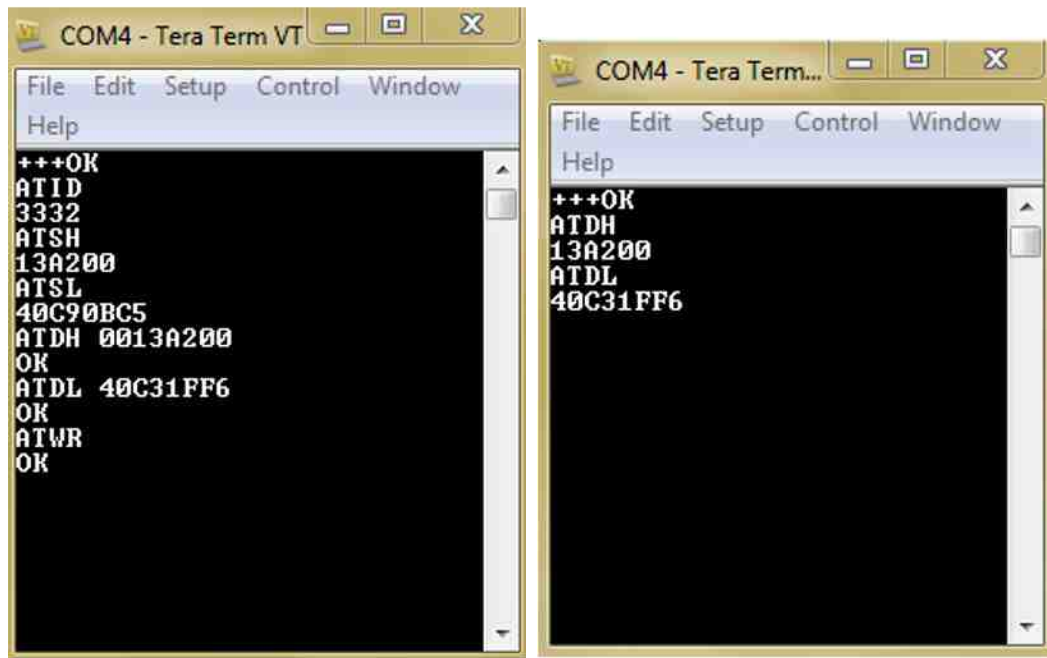 COM4 - Tera Term VT
File Edit Setup Control Window
Help
+++OK
ATID
3332
ATSH
13A200
ATSL
40C90BC5
ATDH 0013A200
OK
ATDL 40C31FF6
OK
ATWR
OK
COM4 - Tera Term...
File Edit Setup Control Window
Help
+++OK
ATDH
13A200
ATDL
40C31FF6